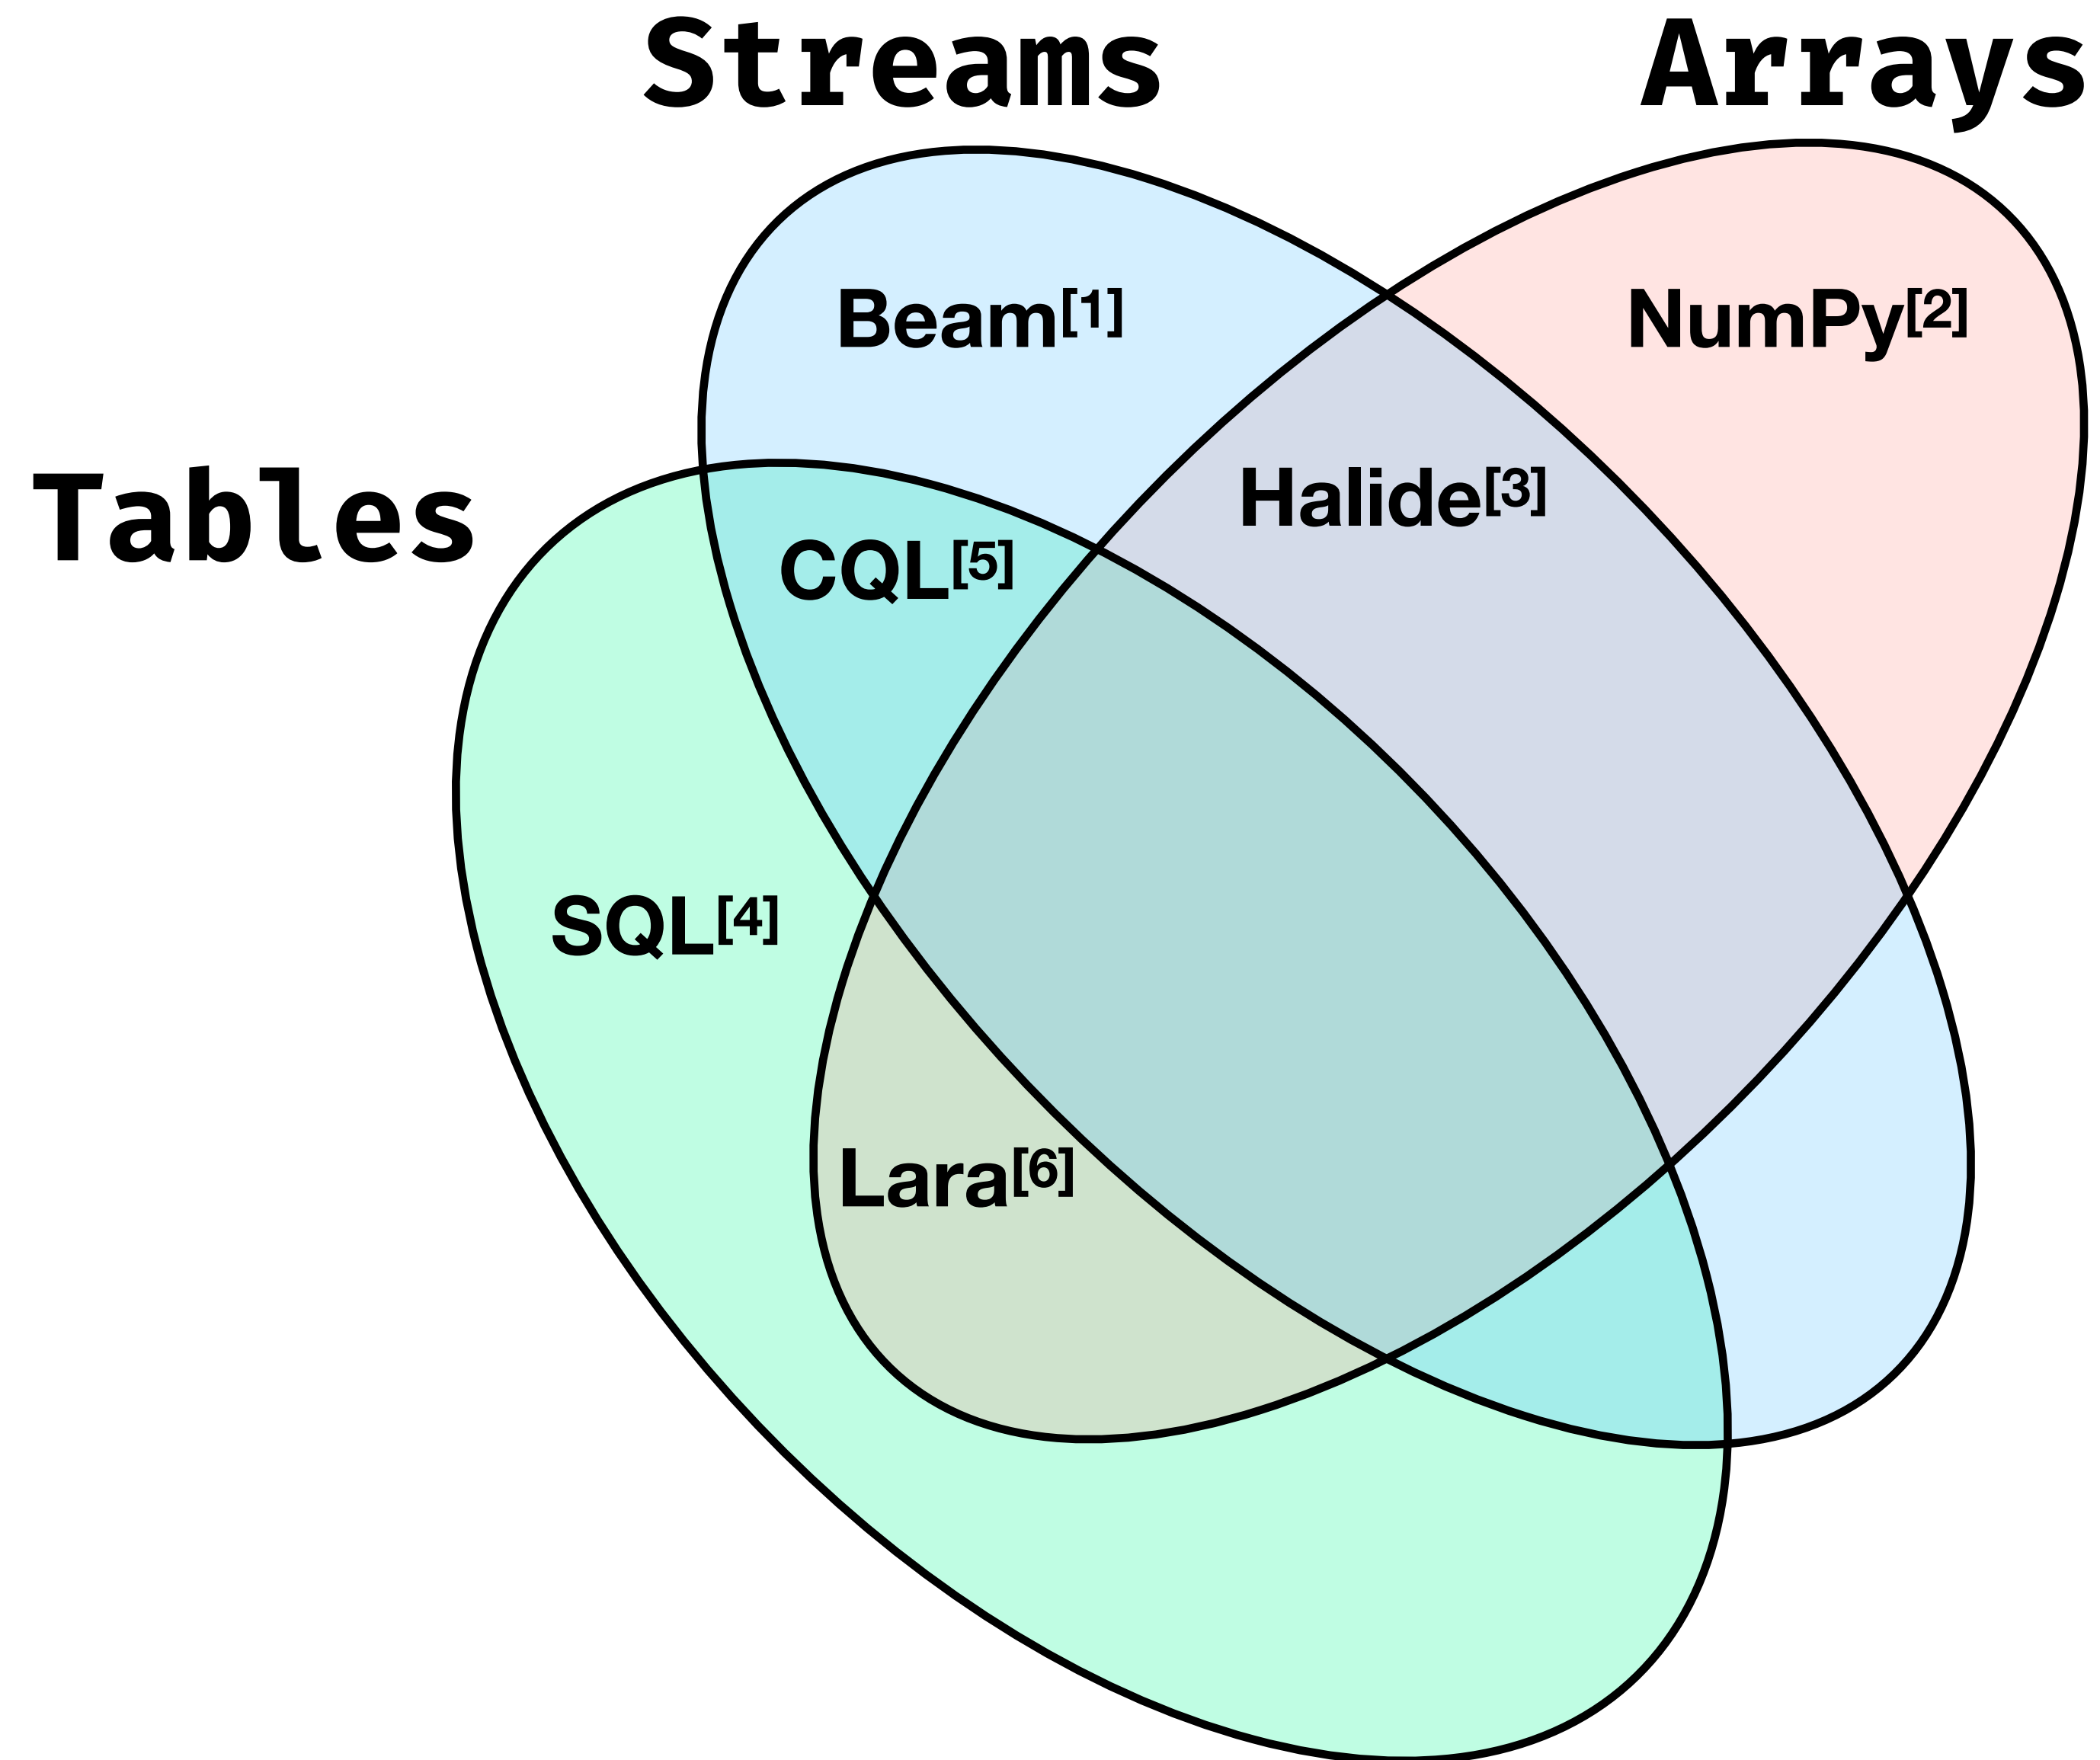 Streams
Arrays
Beam[1]
NumPy[2]
Tables
Halide[3]
CQL[5]
SQL[4]
Lara[6]